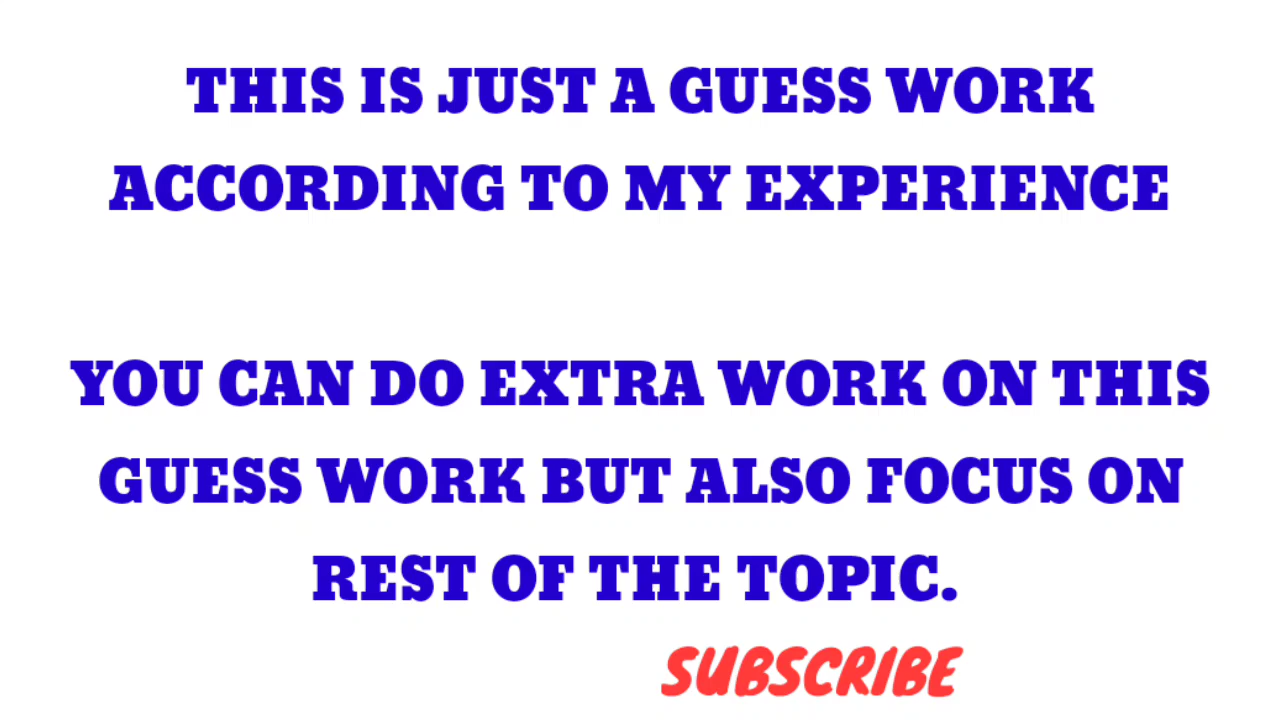 THIS IS JUST A GUESS WORK
ACCORDING TO MY EXPERIENCE
YOU CAN DO EXTRA WORK ON THIS
GUESS WORK BUT ALSO FOCUS ON
REST OF THE TOPIC.
SUBSCRIBE